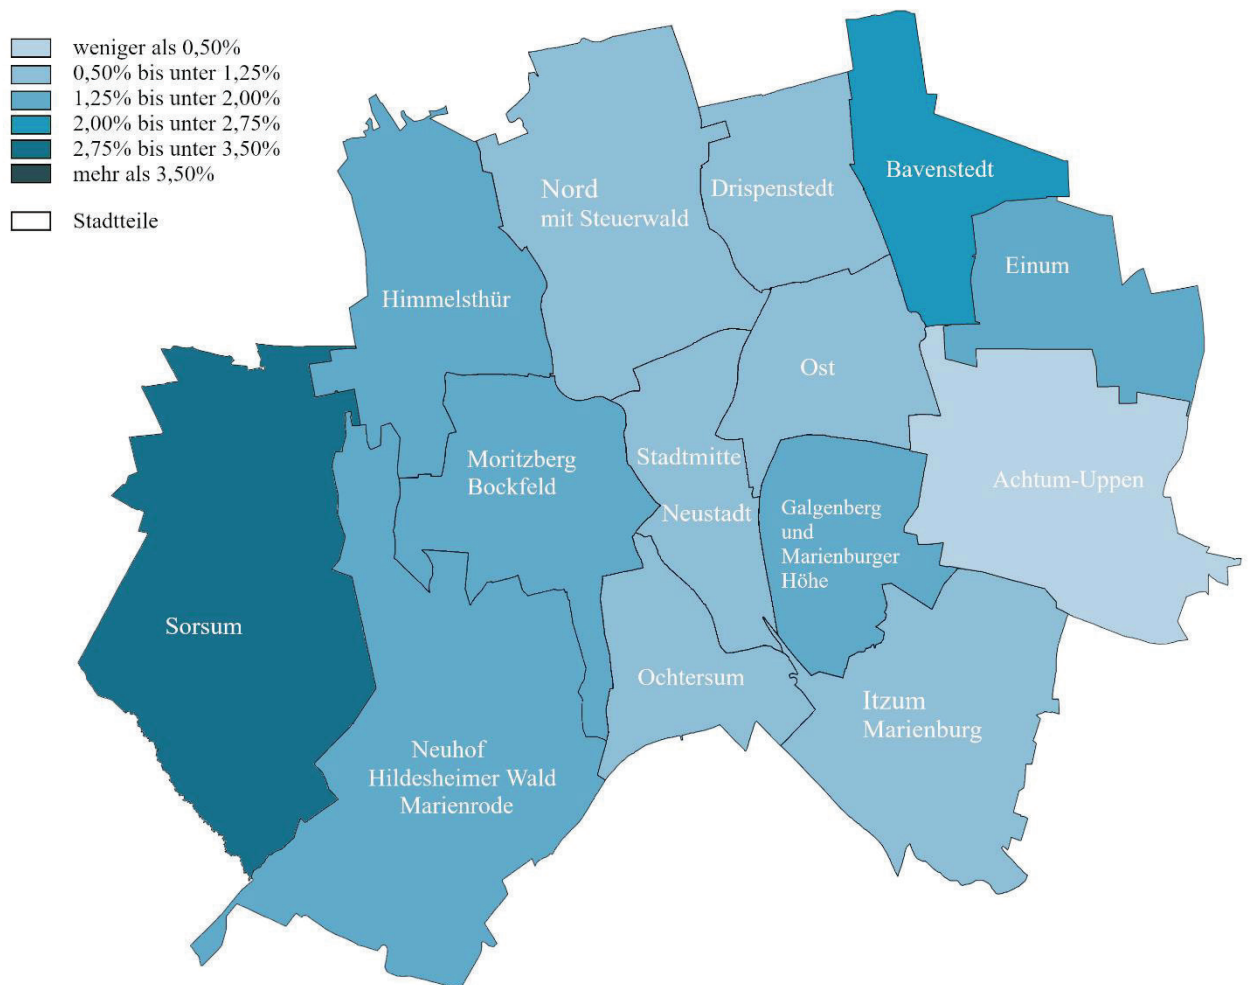 weniger als 0,50%
0,50% bis unter 1,25%
1,25% bis unter 2,00%
2,00% bis unter 2,75%
2,75% bis unter 3,50%
mehr als 3,50%
Stadtteile
Nord
mit Steuerwald
Drispenstedt
Bavenstedt
Einum
Himmelsthür
Ost
Moritzberg
Bockfeld
Stadtmitte
Neustadt
Achtum-Uppen
Galgenberg
und
Marienburger
Höhe
Sorsum
Ochtersum
Itzum
Marienburg
Neuhof
Hildesheimer Wald
Marienrode